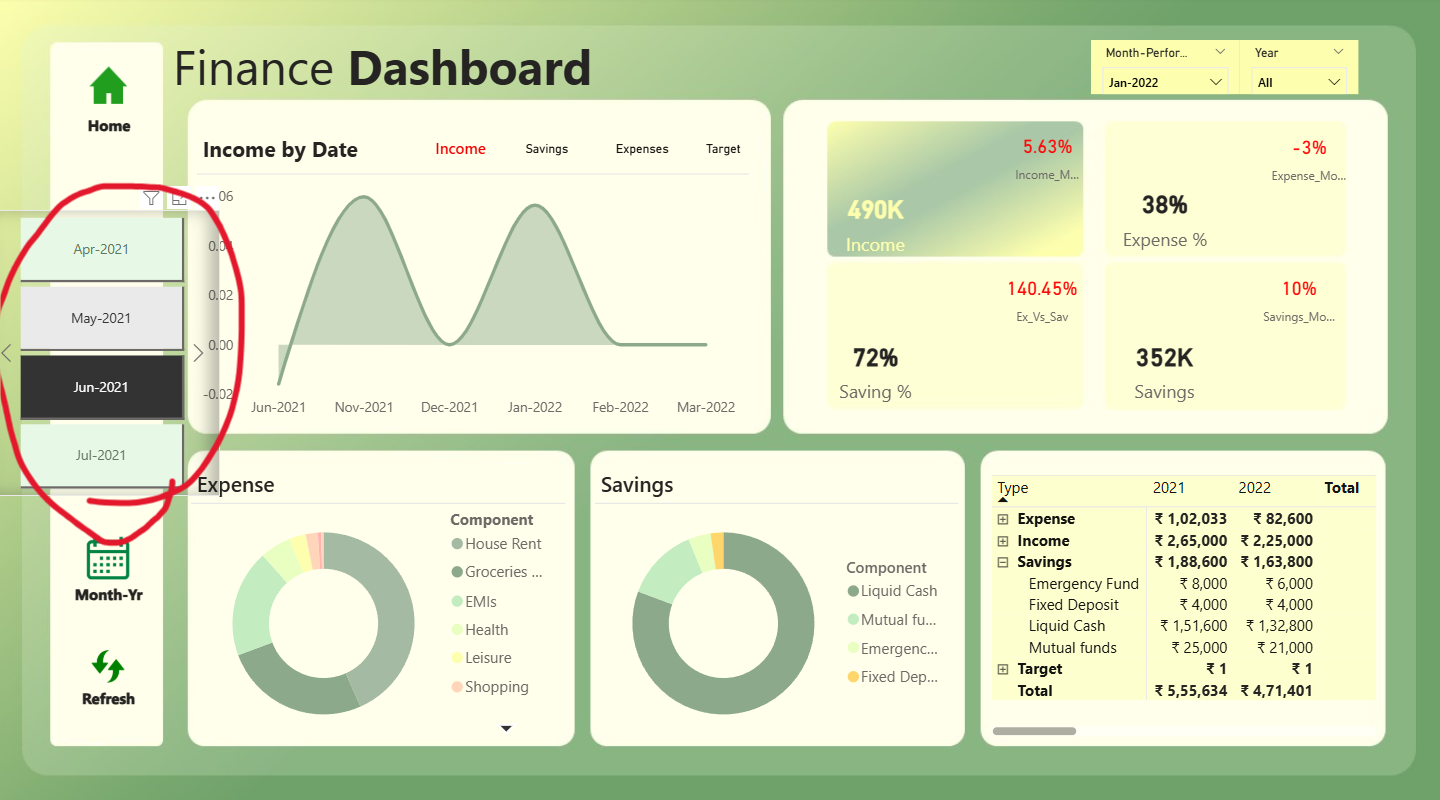 Finance Dashboard
Month-Perfor...
Year
Jan-2022
All
Home
Apr-2021
May-2021
Jun-2021
Jul-2021
Month-Yr
Refresh
Income by Date
Income
Savings
Expenses
Target
06
0.04
0.02
0.00
-0.02
Jun-2021
Nov-2021
Dec-2021
Jan-2022
Feb-2022
Mar-2022
5.63%
Income_M...
490K
Income
-3%
Expense_Mo...
38%
Expense %
140.45%
Ex_Vs_Sav
72%
Saving %
10%
Savings_Mo...
352K
Savings
Expense
Component
House Rent
Groceries ...
EMIs
Health
Leisure
Shopping
Savings
Component
Liquid Cash
Mutual fu...
Emergenc...
Fixed Dep...
Type 2021 2022 Total
Expense ₹ 1,02,033 ₹ 82,600
Income ₹ 2,65,000 ₹ 2,25,000
Savings ₹ 1,88,600 ₹ 1,63,800
Emergency Fund ₹ 8,000 ₹ 6,000
Fixed Deposit ₹ 4,000 ₹ 4,000
Liquid Cash ₹ 1,51,600 ₹ 1,32,800
Mutual funds ₹ 25,000 ₹ 21,000
Target ₹ 1 ₹ 1
Total ₹ 5,55,634 ₹ 4,71,401